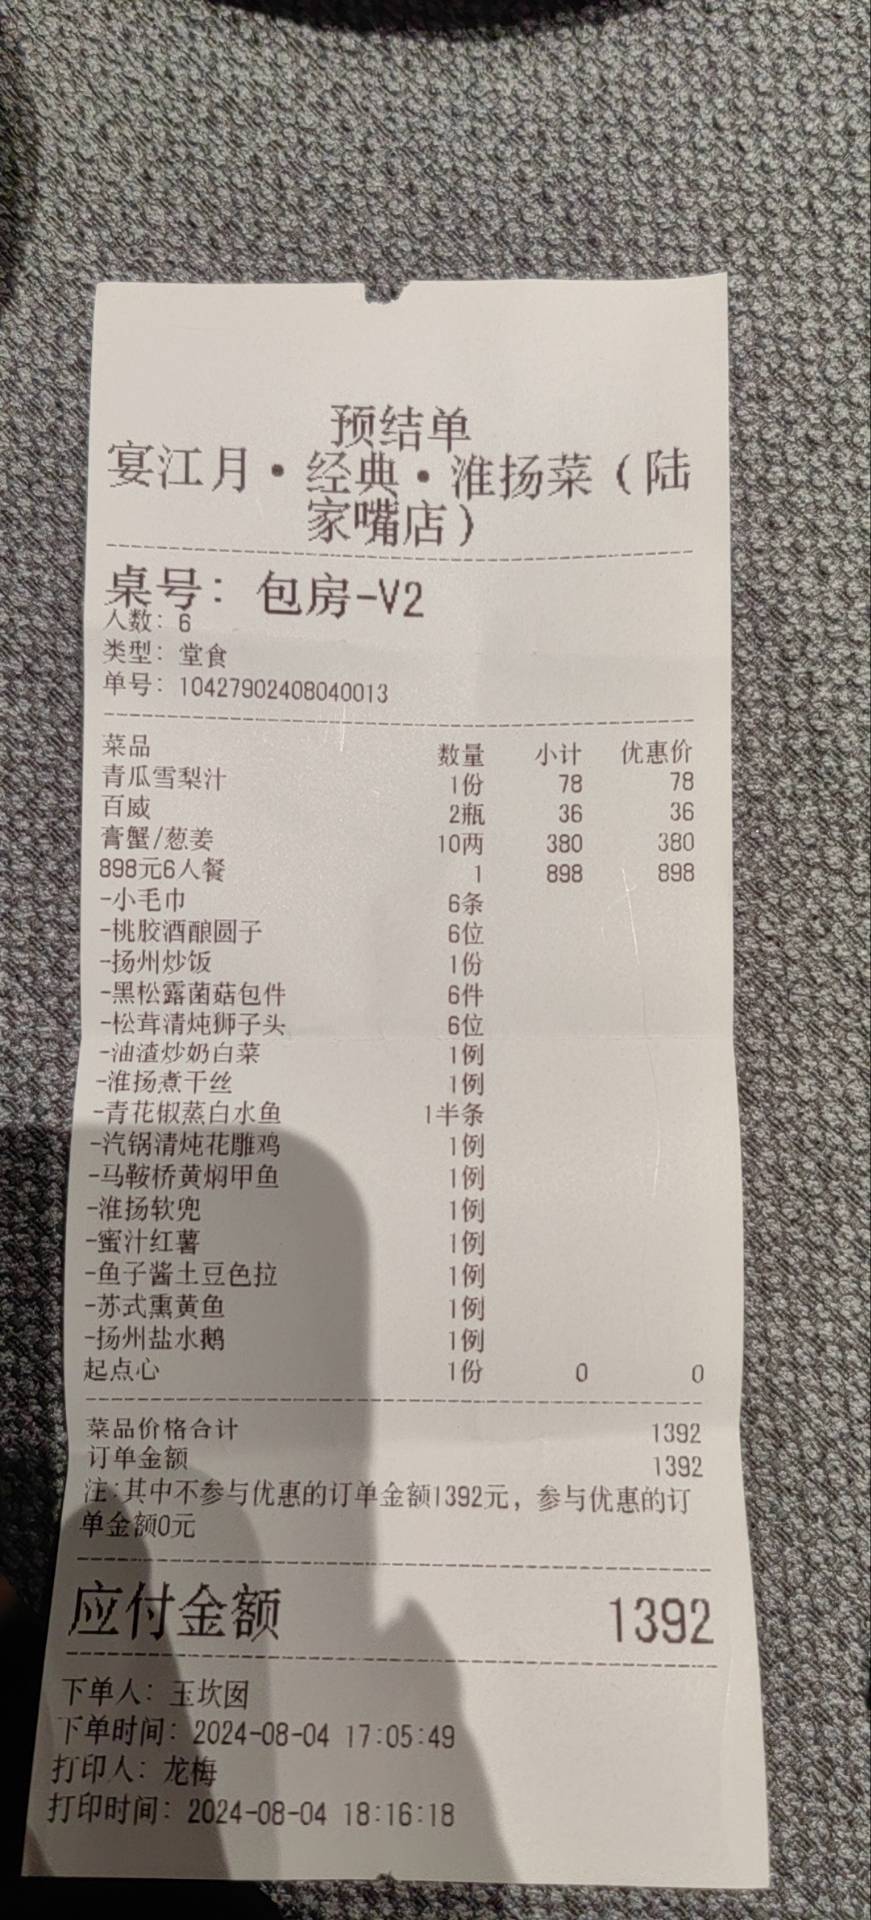 预结单
宴江月·经典·淮扬菜（陆
家嘴店）
桌号：包房-V2
人数：6
类型：堂食
单号：10427902408040013
菜品 数量 小计 优惠价
青瓜雪梨汁 1份 78 78
百威 2瓶 36 36
膏蟹/葱姜 10两 380 380
898元6人餐 1 898 898
-小毛巾 6条
-桃胶酒酿圆子 6位
-扬州炒饭 1份
-黑松露菌菇包件 6件
-松茸清炖狮子头 6位
-油渣炒奶白菜 1例
-淮扬煮干丝 1例
-青花椒蒸白水鱼 1半条
-汽锅清炖花雕鸡 1例
-马鞍桥黄焖甲鱼 1例
-淮扬软兜 1例
-蜜汁红薯 1例
-鱼子酱土豆色拉 1例
-苏式熏黄鱼 1例
-扬州盐水鹅 1例
起点心 1份 0 0
菜品价格合计 1392
订单金额 1392
注：其中不参与优惠的订单金额1392元，参与优惠的订
单金额0元
应付金额 1392
下单人：玉坎囡
下单时间：2024-08-04 17:05:49
打印人：龙梅
打印时间：2024-08-04 18:16:18